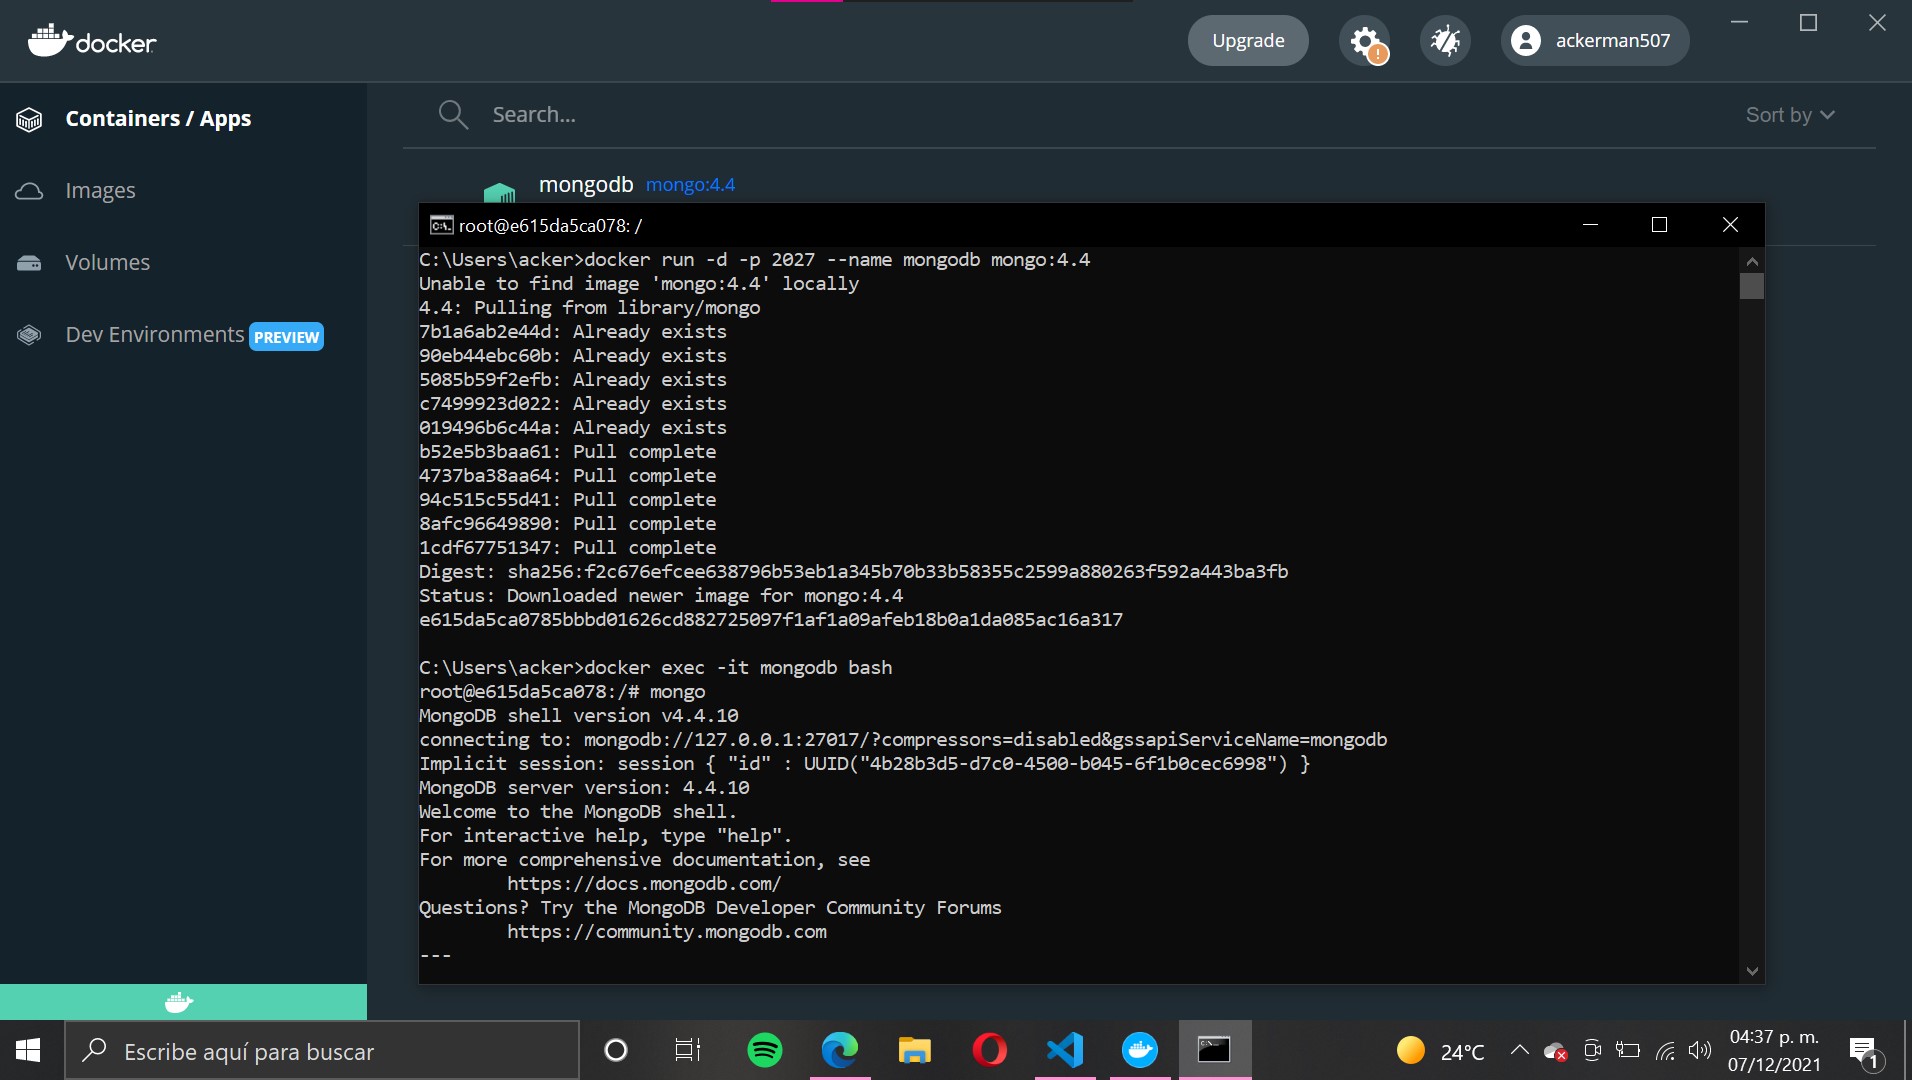 docker
Upgrade
ackerman507
Containers / Apps
Images
Volumes
Dev Environments PREVIEW
Search...
Sort by
mongodb mongo:4.4
root@e615da5ca078: /
C:\Users\acker>docker run -d -p 2027 --name mongodb mongo:4.4
Unable to find image 'mongo:4.4' locally
4.4: Pulling from library/mongo
7b1a6ab2e44d: Already exists
90eb44ebc60b: Already exists
5085b59f2efb: Already exists
c7499923d022: Already exists
019496b6c44a: Already exists
b52e5b3baa61: Pull complete
4737ba38aa64: Pull complete
94c515c55d41: Pull complete
8afc96649890: Pull complete
1cdf67751347: Pull complete
Digest: sha256:f2c676efcee638796b53eb1a345b70b33b58355c2599a880263f592a443ba3fb
Status: Downloaded newer image for mongo:4.4
e615da5ca0785bbbd01626cd882725097f1af1a09afeb18b0a1da085ac16a317
C:\Users\acker>docker exec -it mongodb bash
root@e615da5ca078:/# mongo
MongoDB shell version v4.4.10
connecting to: mongodb://127.0.0.1:27017/?compressors=disabled&gssapiServiceName=mongodb
Implicit session: session { "id" : UUID("4b28b3d5-d7c0-4500-b045-6f1b0cec6998") }
MongoDB server version: 4.4.10
Welcome to the MongoDB shell.
For interactive help, type "help".
For more comprehensive documentation, see
https://docs.mongodb.com/
Questions? Try the MongoDB Developer Community Forums
https://community.mongodb.com
---
Escribe aquí para buscar
24°C
04:37 p. m.
07/12/2021
1